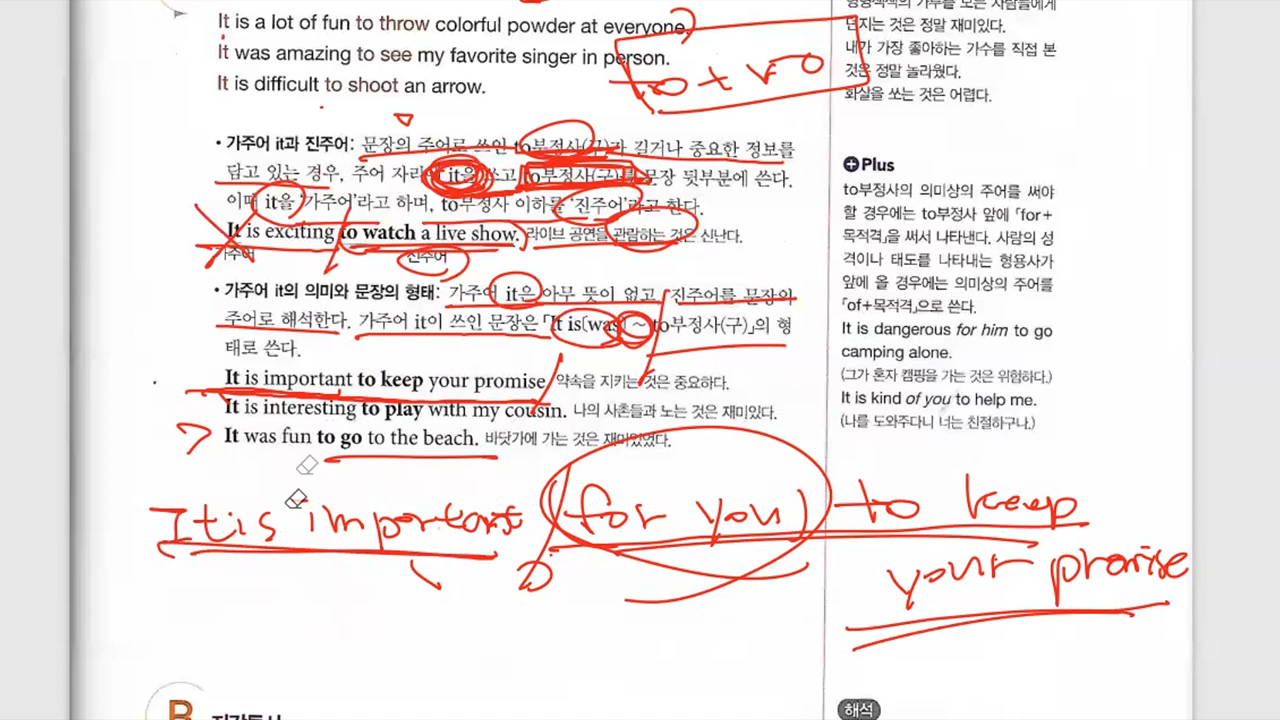 It is a lot of fun to throw colorful powder at everyone.
It was amazing to see my favorite singer in person.
It is difficult to shoot an arrow.
to + v
던지는 것은 정말 재미있다.
내가 가장 좋아하는 가수를 직접 본
것은 정말 놀라웠다.
화살을 쏘는 것은 어렵다.
• 가주어 it과 진주어: 문장의 주어로 쓰인 to부정사(구)가 길거나 중요한 정보를
담고 있는 경우, 주어 자리에 it을 쓰고 to부정사(구)를 문장 뒷부분에 쓴다.
이때 it을 '가주어'라고 하며, to부정사 이하를 '진주어'라고 한다.
It is exciting to watch a live show. 라이브 공연을 관람하는 것은 신난다.
가주어 진주어
• 가주어 it의 의미와 문장의 형태: 가주어 it은 아무 뜻이 없고 진주어를 문장의
주어로 해석한다. 가주어 it이 쓰인 문장은 「It is(was) ~ to부정사(구)」의 형
태로 쓴다.
It is important to keep your promise. 약속을 지키는 것은 중요하다.
It is interesting to play with my cousin. 나의 사촌들과 노는 것은 재미있다.
It was fun to go to the beach. 바닷가에 가는 것은 재미있었다.
Plus
to부정사의 의미상의 주어를 써야
할 경우에는 to부정사 앞에 「for+
목적격」을 써서 나타낸다. 사람의 성
격이나 태도를 나타내는 형용사가
앞에 올 경우에는 의미상의 주어를
「of+목적격」으로 쓴다.
It is dangerous for him to go
camping alone.
(그가 혼자 캠핑을 가는 것은 위험하다.)
It is kind of you to help me.
(나를 도와주다니 너는 친절하구나.)
It is important (for you) to keep
your promise
B
해석